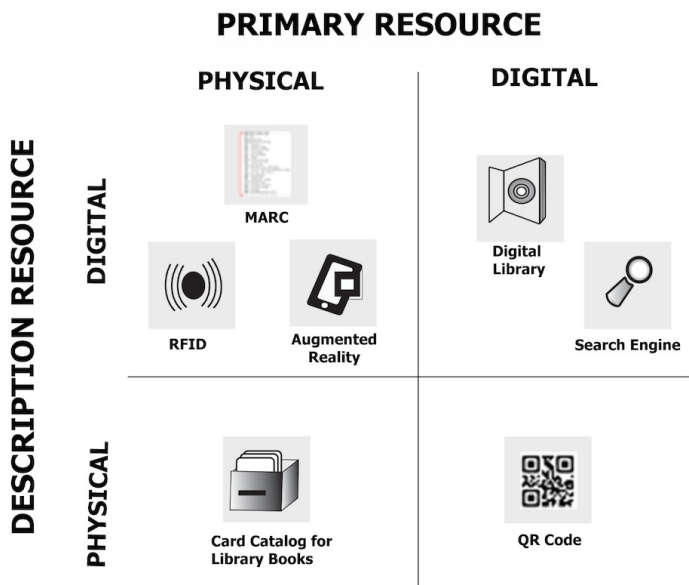 PRIMARY RESOURCE
PHYSICAL
DIGITAL
DESCRIPTION RESOURCE
DIGITAL
MARC
RFID
Augmented
Reality
Digital
Library
Search Engine
PHYSICAL
Card Catalog for
Library Books
QR Code